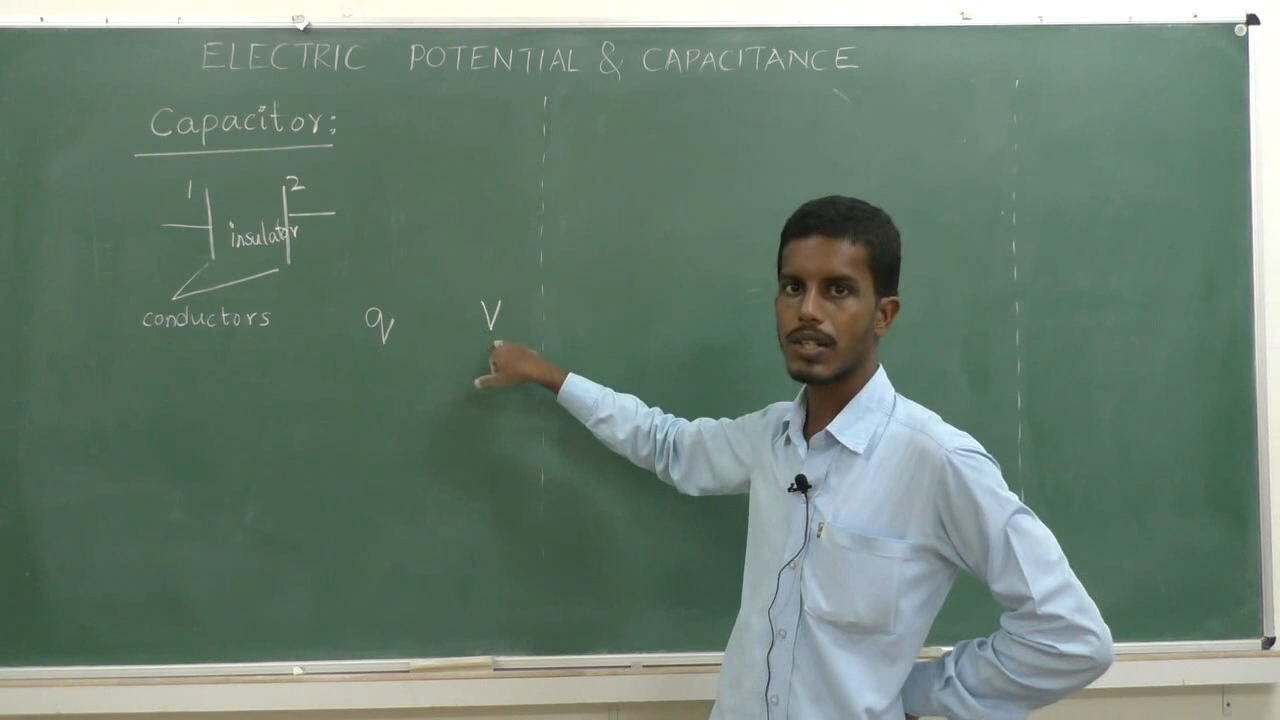 ELECTRIC POTENTIAL & CAPACITANCE
Capacitor:
1 2
insulator
conductors
q V